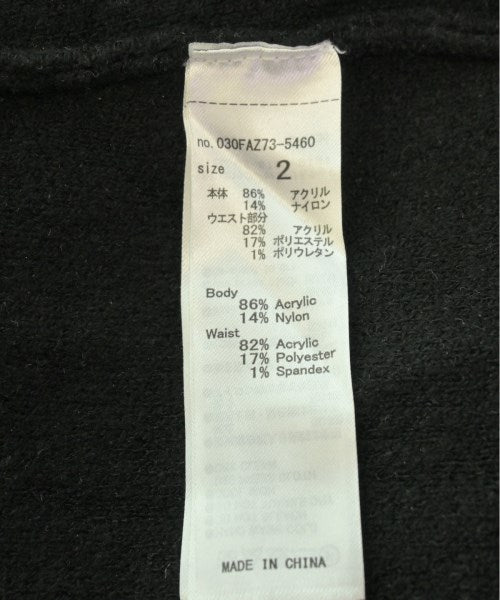 no. 030FAZ73-5460
size 2
本体 86% アクリル
14% ナイロン
ウエスト部分
82% アクリル
17% ポリエステル
1% ポリウレタン
Body
86% Acrylic
14% Nylon
Waist
82% Acrylic
17% Polyester
1% Spandex
MADE IN CHINA